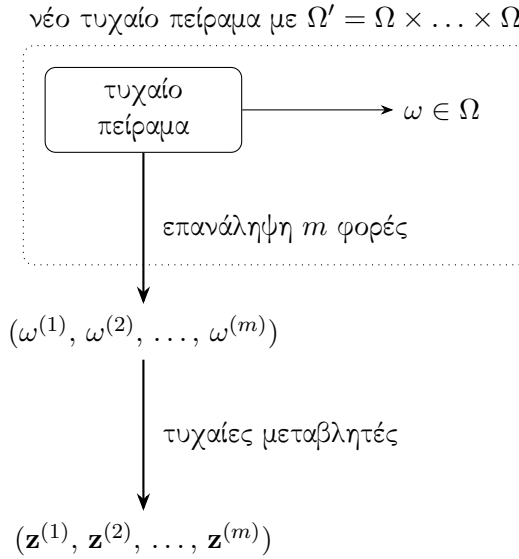 νέο τυχαίο πείραμα με Ω′ = Ω × … × Ω
τυχαίο
πείραμα
ω ∈ Ω
επανάληψη m φορές
(ω⁽¹⁾, ω⁽²⁾, …, ω⁽ᵐ⁾)
τυχαίες μεταβλητές
(𝐳⁽¹⁾, 𝐳⁽²⁾, …, 𝐳⁽ᵐ⁾)